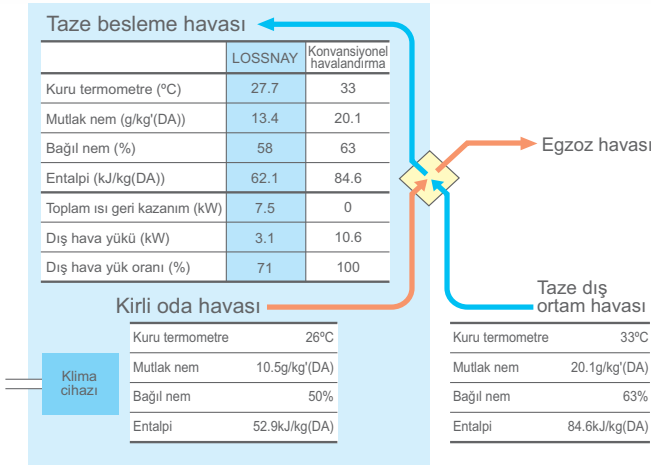 Taze besleme havası
LOSSNAY Konvansiyonel
havalandırma
Kuru termometre (ºC) 27.7 33
Mutlak nem (g/kg'(DA)) 13.4 20.1
Bağıl nem (%) 58 63
Entalpi (kJ/kg(DA)) 62.1 84.6
Toplam ısı geri kazanım (kW) 7.5 0
Dış hava yükü (kW) 3.1 10.6
Dış hava yük oranı (%) 71 100
Egzoz havası
Kirli oda havası
Kuru termometre 26ºC
Mutlak nem 10.5g/kg'(DA)
Bağıl nem 50%
Entalpi 52.9kJ/kg(DA)
Klima
cihazı
Taze dış
ortam havası
Kuru termometre 33ºC
Mutlak nem 20.1g/kg'(DA)
Bağıl nem 63%
Entalpi 84.6kJ/kg(DA)